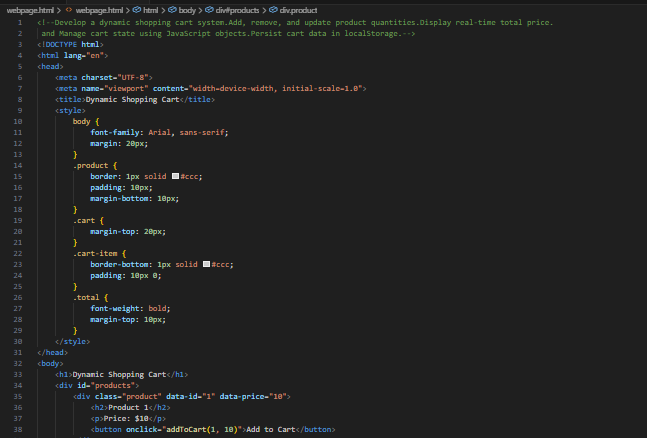 webpage.html > webpage.html > html > body > div#products > div.product
1 <!--Develop a dynamic shopping cart system.Add, remove, and update product quantities.Display real-time total price.
2 and Manage cart state using JavaScript objects.Persist cart data in localStorage.-->
3 <!DOCTYPE html>
4 <html lang="en">
5 <head>
6 <meta charset="UTF-8">
7 <meta name="viewport" content="width=device-width, initial-scale=1.0">
8 <title>Dynamic Shopping Cart</title>
9 <style>
10 body {
11 font-family: Arial, sans-serif;
12 margin: 20px;
13 }
14 .product {
15 border: 1px solid #ccc;
16 padding: 10px;
17 margin-bottom: 10px;
18 }
19 .cart {
20 margin-top: 20px;
21 }
22 .cart-item {
23 border-bottom: 1px solid #ccc;
24 padding: 10px 0;
25 }
26 .total {
27 font-weight: bold;
28 margin-top: 10px;
29 }
30 </style>
31 </head>
32 <body>
33 <h1>Dynamic Shopping Cart</h1>
34 <div id="products">
35 <div class="product" data-id="1" data-price="10">
36 <h2>Product 1</h2>
37 <p>Price: $10</p>
38 <button onclick="addToCart(1, 10)">Add to Cart</button>